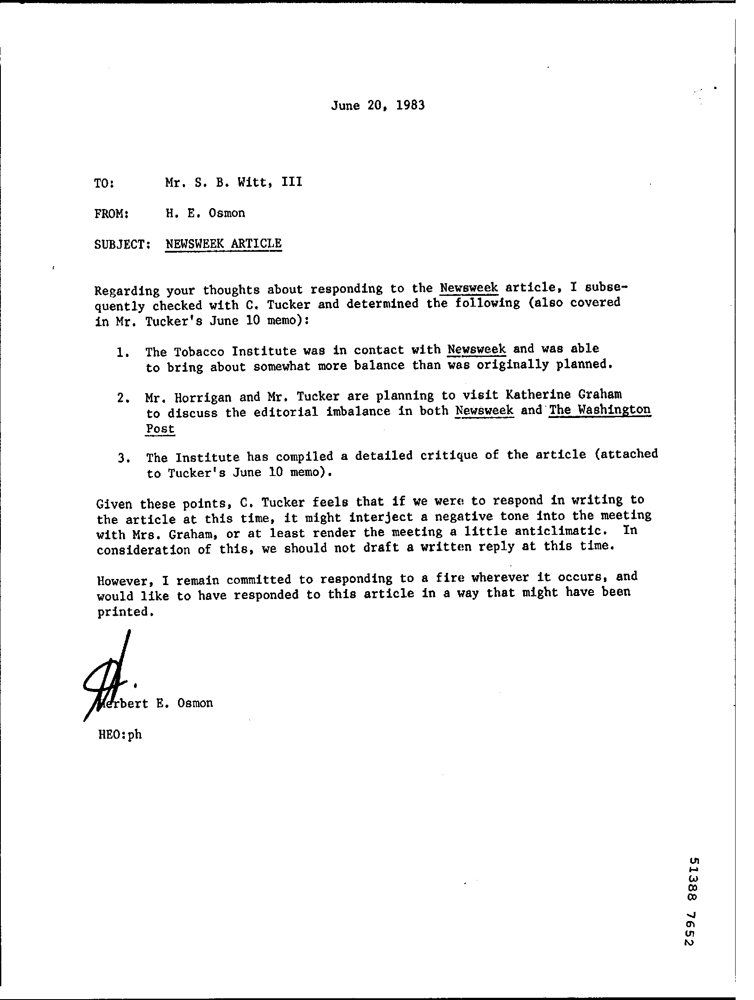 June 20, 1983
TO: Mr. S. B. Witt, III
FROM: H. E. Osmon
SUBJECT: NEWSWEEK ARTICLE
Regarding your thoughts about responding to the Newsweek article, I subse-
quently checked with C. Tucker and determined the following (also covered
in Mr. Tucker's June 10 memo):
1. The Tobacco Institute was in contact with Newsweek and was able
to bring about somewhat more balance than was originally planned.
2. Mr. Horrigan and Mr. Tucker are planning to visit Katherine Graham
to discuss the editorial imbalance in both Newsweek and The Washington
Post
3. The Institute has compiled a detailed critique of the article (attached
to Tucker's June 10 memo).
Given these points, C. Tucker feels that if we were to respond in writing to
the article at this time, it might interject a negative tone into the meeting
with Mrs. Graham, or at least render the meeting a little anticlimatic. In
consideration of this, we should not draft a written reply at this time.
However, I remain committed to responding to a fire wherever it occurs, and
would like to have responded to this article in a way that might have been
printed.
Herbert E. Osmon
HEO:ph
51388 7652